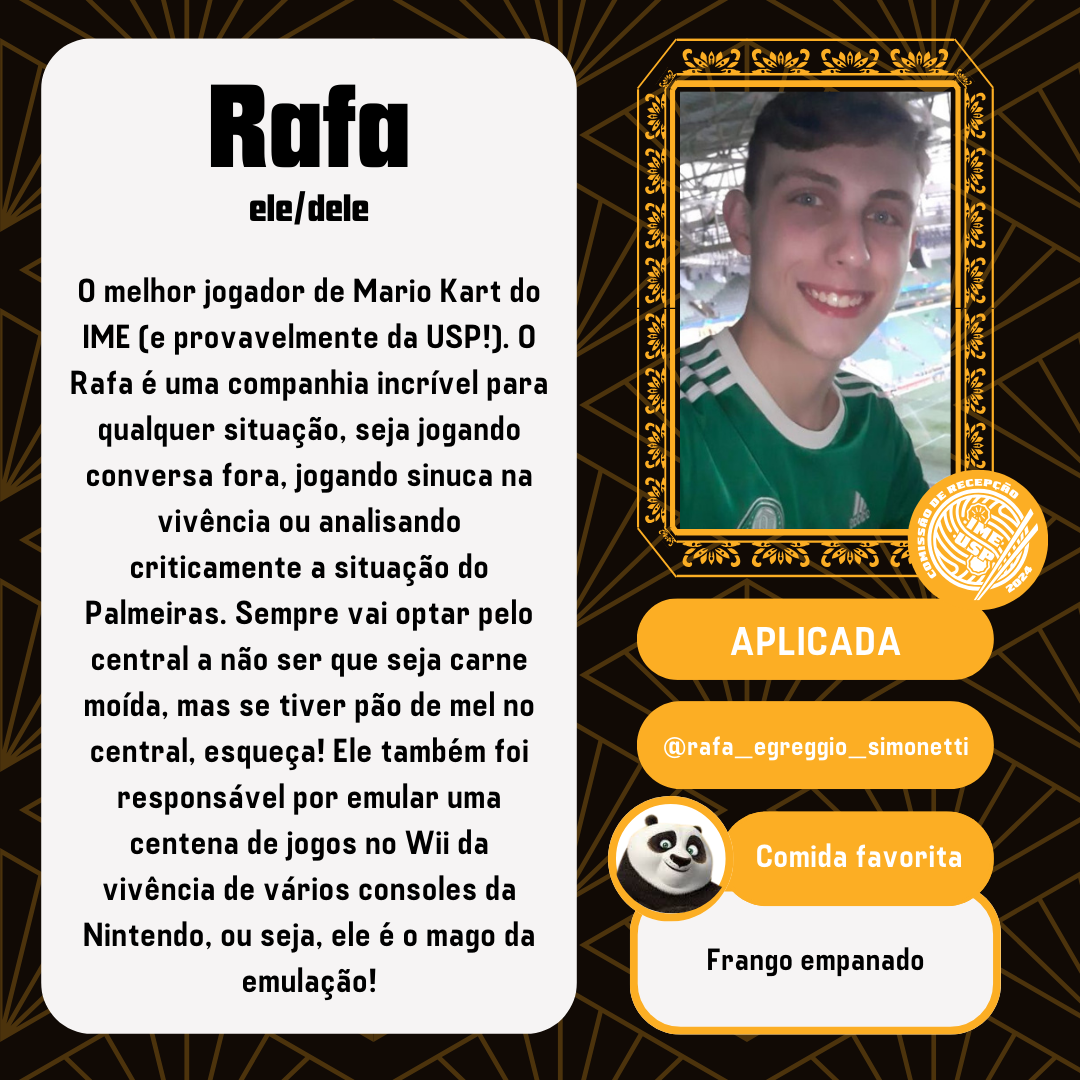 Rafa
ele/dele
O melhor jogador de Mario Kart do
IME (e provavelmente da USP!). O
Rafa é uma companhia incrível para
qualquer situação, seja jogando
conversa fora, jogando sinuca na
vivência ou analisando
criticamente a situação do
Palmeiras. Sempre vai optar pelo
central a não ser que seja carne
moída, mas se tiver pão de mel no
central, esqueça! Ele também foi
responsável por emular uma
centena de jogos no Wii da
vivência de vários consoles da
Nintendo, ou seja, ele é o mago da
emulação!
COMISSÃO DE RECEPÇÃO
IME
USP
2024
APLICADA
@rafa_egreggio_simonetti
Comida favorita
Frango empanado